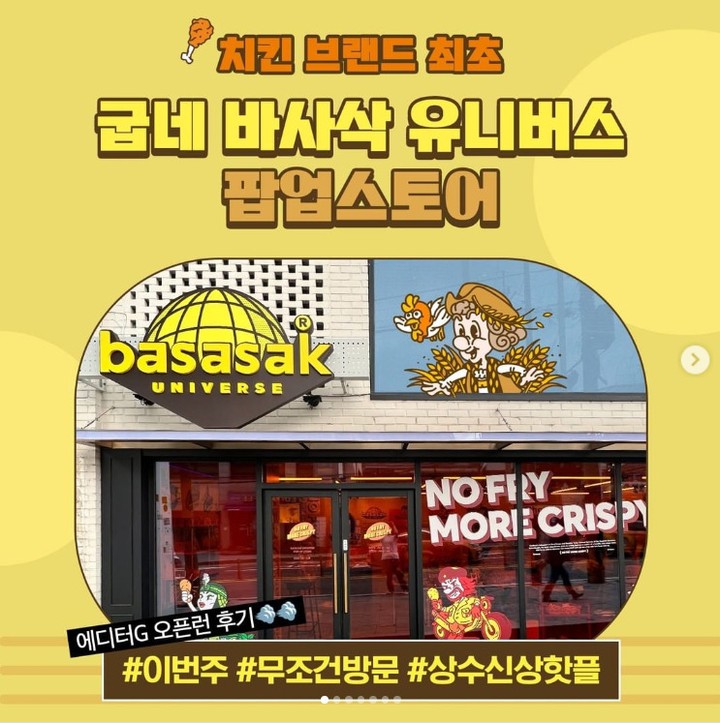 치킨 브랜드 최초
굽네 바사삭 유니버스
팝업스토어
basasak ®
UNIVERSE
NO FRY
MORE CRISPY
에디터G 오픈런 후기
#이번주 #무조건방문 #상수신상핫플